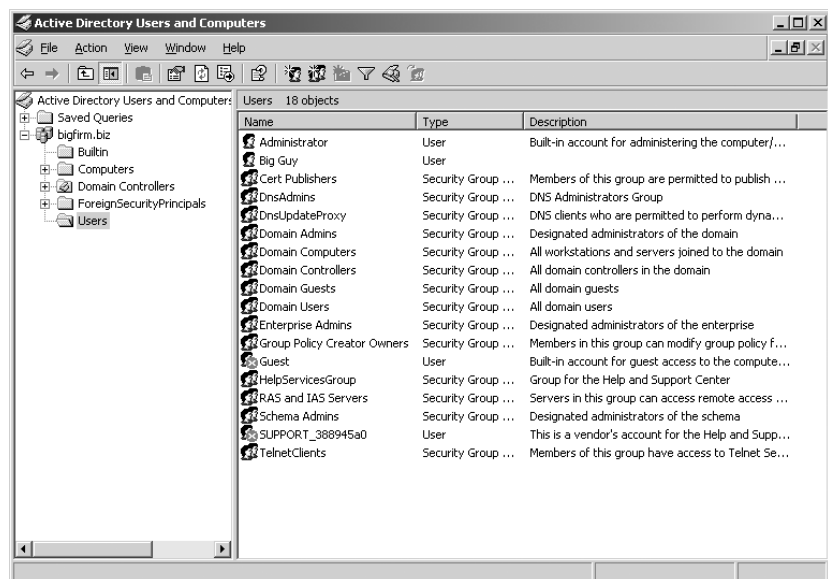 Active Directory Users and Computers
File Action View Window Help
Active Directory Users and Computers
Saved Queries
bigfirm.biz
Builtin
Computers
Domain Controllers
ForeignSecurityPrincipals
Users
Users 18 objects
Name Type Description
Administrator User Built-in account for administering the computer/...
Big Guy User
Cert Publishers Security Group ... Members of this group are permitted to publish ...
DnsAdmins Security Group ... DNS Administrators Group
DnsUpdateProxy Security Group ... DNS clients who are permitted to perform dyna...
Domain Admins Security Group ... Designated administrators of the domain
Domain Computers Security Group ... All workstations and servers joined to the domain
Domain Controllers Security Group ... All domain controllers in the domain
Domain Guests Security Group ... All domain guests
Domain Users Security Group ... All domain users
Enterprise Admins Security Group ... Designated administrators of the enterprise
Group Policy Creator Owners Security Group ... Members in this group can modify group policy f...
Guest User Built-in account for guest access to the compute...
HelpServicesGroup Security Group ... Group for the Help and Support Center
RAS and IAS Servers Security Group ... Servers in this group can access remote access ...
Schema Admins Security Group ... Designated administrators of the schema
SUPPORT_388945a0 User This is a vendor's account for the Help and Supp...
TelnetClients Security Group ... Members of this group have access to Telnet Se...